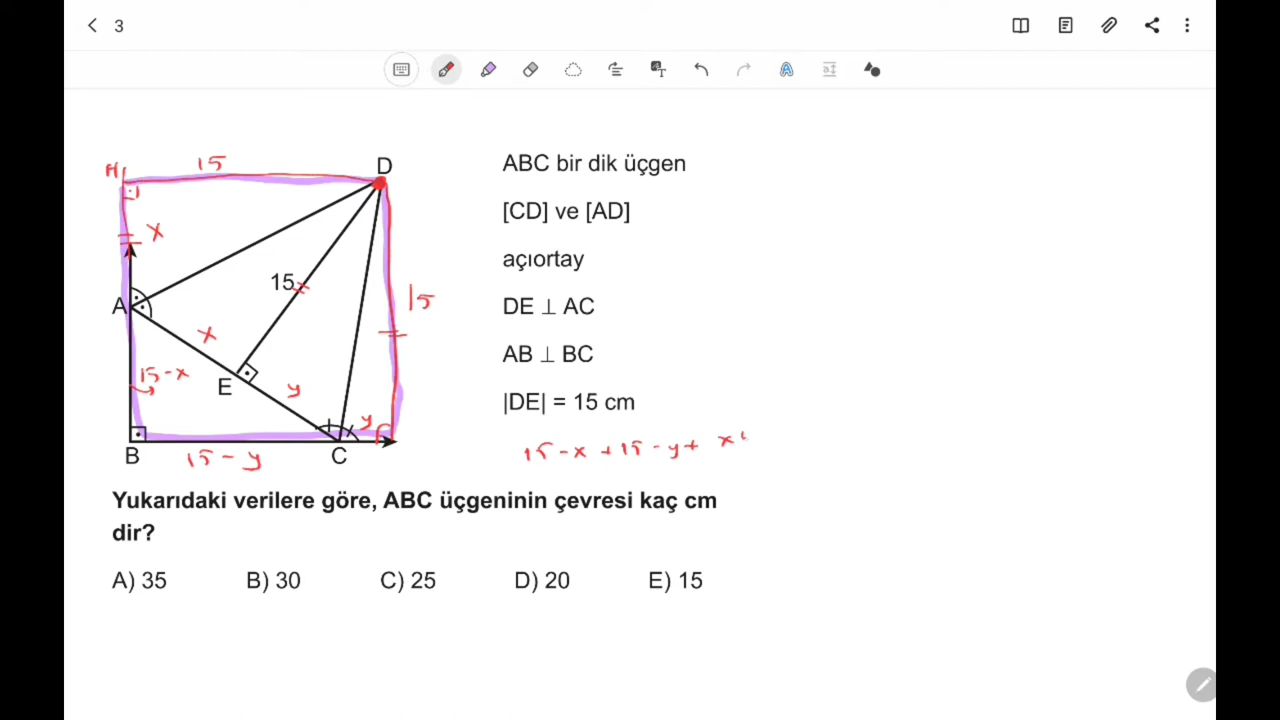 3
H
15
D
ABC bir dik üçgen
[CD] ve [AD]
açıortay
DE ⊥ AC
AB ⊥ BC
|DE| = 15 cm
x
15
15
A
x
15-x
E
y
y
B
15-y
C
15-x+15-y+ x+
Yukarıdaki verilere göre, ABC üçgeninin çevresi kaç cm
dir?
A) 35 B) 30 C) 25 D) 20 E) 15